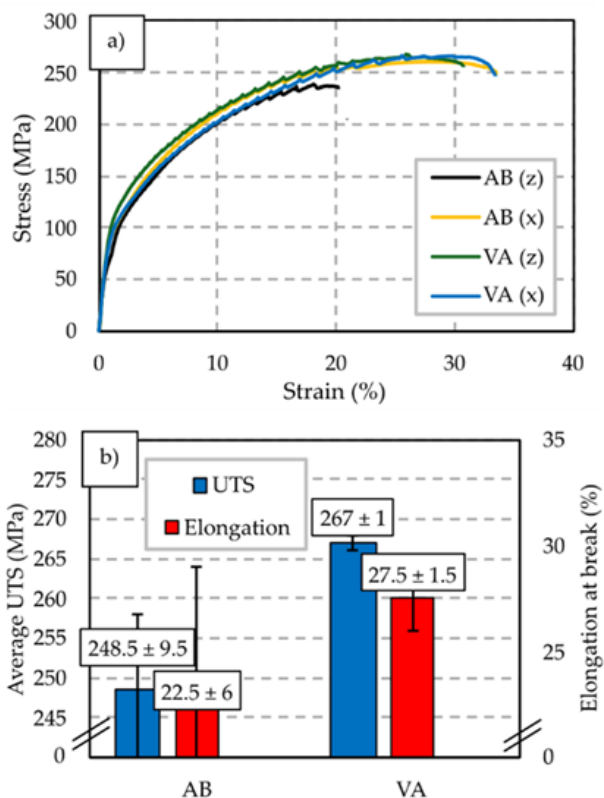 a)
300
250
200
150
100
50
0
Stress (MPa)
AB (z)
AB (x)
VA (z)
VA (x)
0 10 20 30 40
Strain (%)
b)
280
275
270
265
260
255
250
245
0
Average UTS (MPa)
UTS
Elongation
248.5 ± 9.5
22.5 ± 6
267 ± 1
27.5 ± 1.5
35
30
25
0
Elongation at break (%)
AB VA